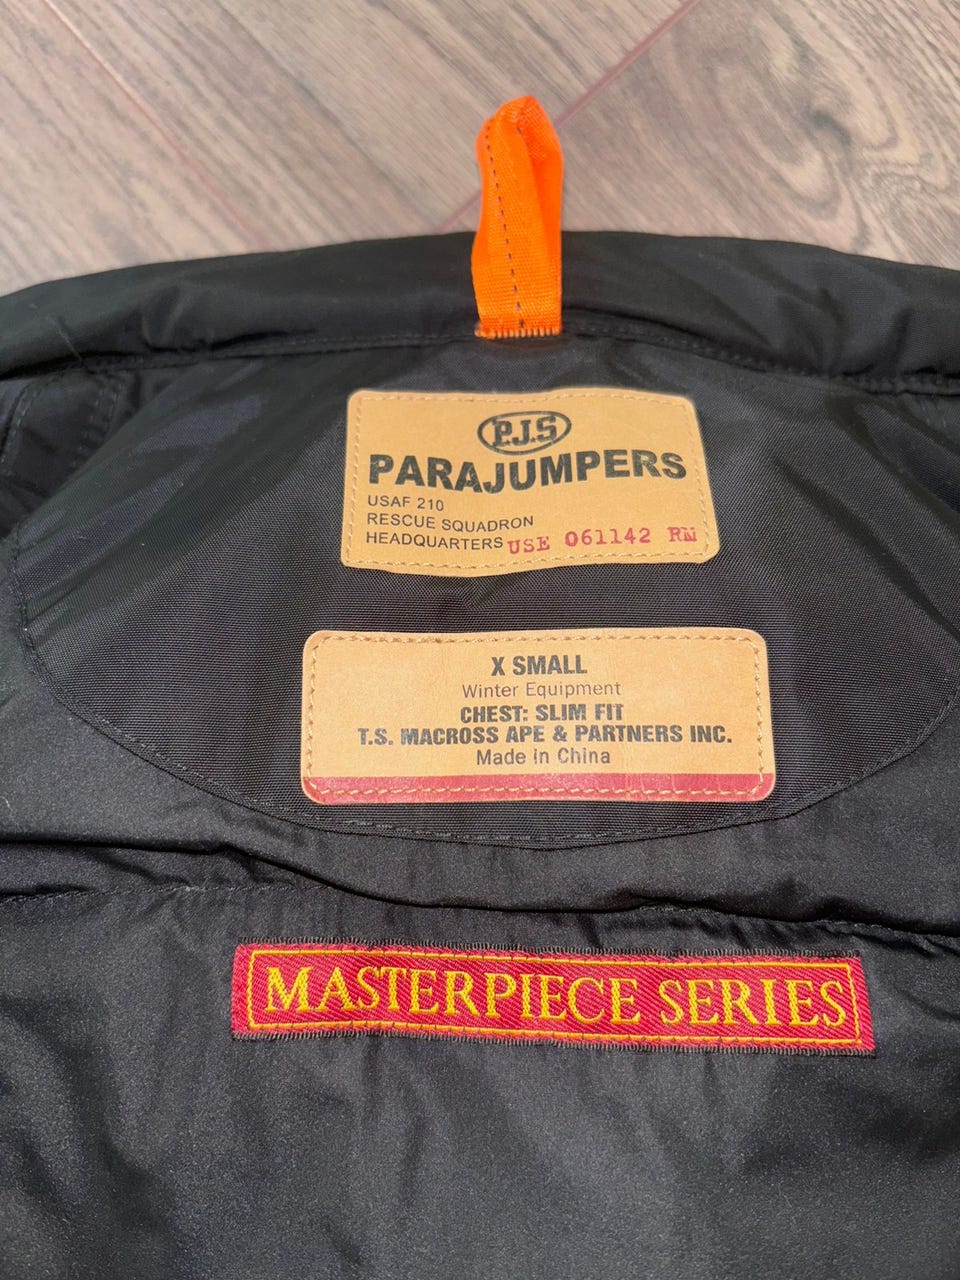 P.J.S
PARAJUMPERS
USAF 210
RESCUE SQUADRON
HEADQUARTERS USE 061142 RN
X SMALL
Winter Equipment
CHEST: SLIM FIT
T.S. MACROSS APE & PARTNERS INC.
Made in China
MASTERPIECE SERIES